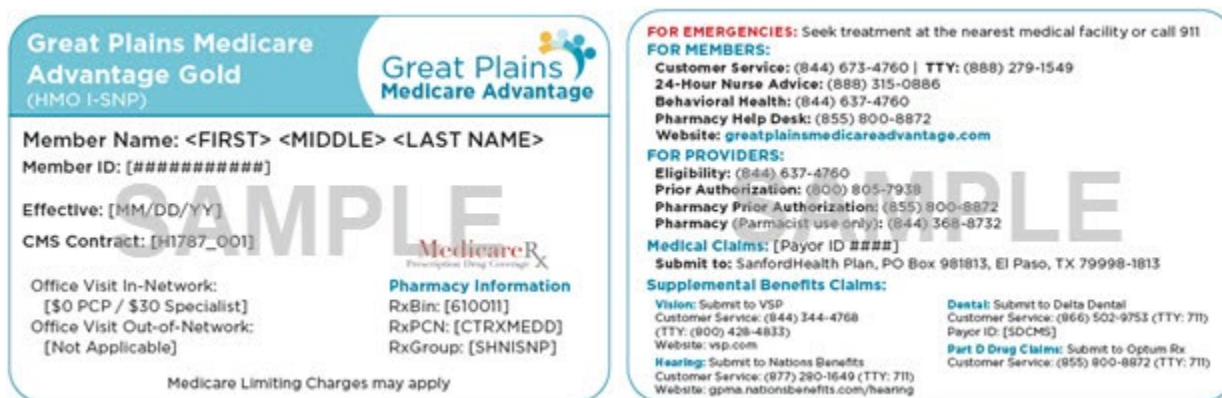 Great Plains Medicare
Advantage Gold
(HMO I-SNP)
Great Plains
Medicare Advantage
Member Name: <FIRST> <MIDDLE> <LAST NAME>
Member ID: [###########]
Effective: [MM/DD/YY]
CMS Contract: [H1787_001]
SAMPLE
MedicareRx
Prescription Drug Coverage
Office Visit In-Network:
[$0 PCP / $30 Specialist]
Office Visit Out-of-Network:
[Not Applicable]
Pharmacy Information
RxBin: [610011]
RxPCN: [CTRXMEDD]
RxGroup: [SHNISNP]
Medicare Limiting Charges may apply
FOR EMERGENCIES: Seek treatment at the nearest medical facility or call 911
FOR MEMBERS:
Customer Service: (844) 673-4760 | TTY: (888) 279-1549
24-Hour Nurse Advice: (888) 315-0886
Behavioral Health: (844) 637-4760
Pharmacy Help Desk: (855) 800-8872
Website: greatplainsmedicareadvantage.com
FOR PROVIDERS:
Eligibility: (844) 637-4760
Prior Authorization: (800) 805-7938
Pharmacy Prior Authorization: (855) 800-8872
Pharmacy (Parmacist use only): (844) 368-8732
SAMPLE
Medical Claims: [Payor ID ####]
Submit to: SanfordHealth Plan, PO Box 981813, El Paso, TX 79998-1813
Supplemental Benefits Claims:
Vision: Submit to VSP
Customer Service: (844) 344-4768
(TTY: (800) 428-4833)
Website: vsp.com
Hearing: Submit to Nations Benefits
Customer Service: (877) 280-1649 (TTY: 711)
Website: gpma.nationsbenefits.com/hearing
Dental: Submit to Delta Dental
Customer Service: (866) 502-9753 (TTY: 711)
Payor ID: [SDCMS]
Part D Drug Claims: Submit to Optum Rx
Customer Service: (855) 800-8872 (TTY: 711)